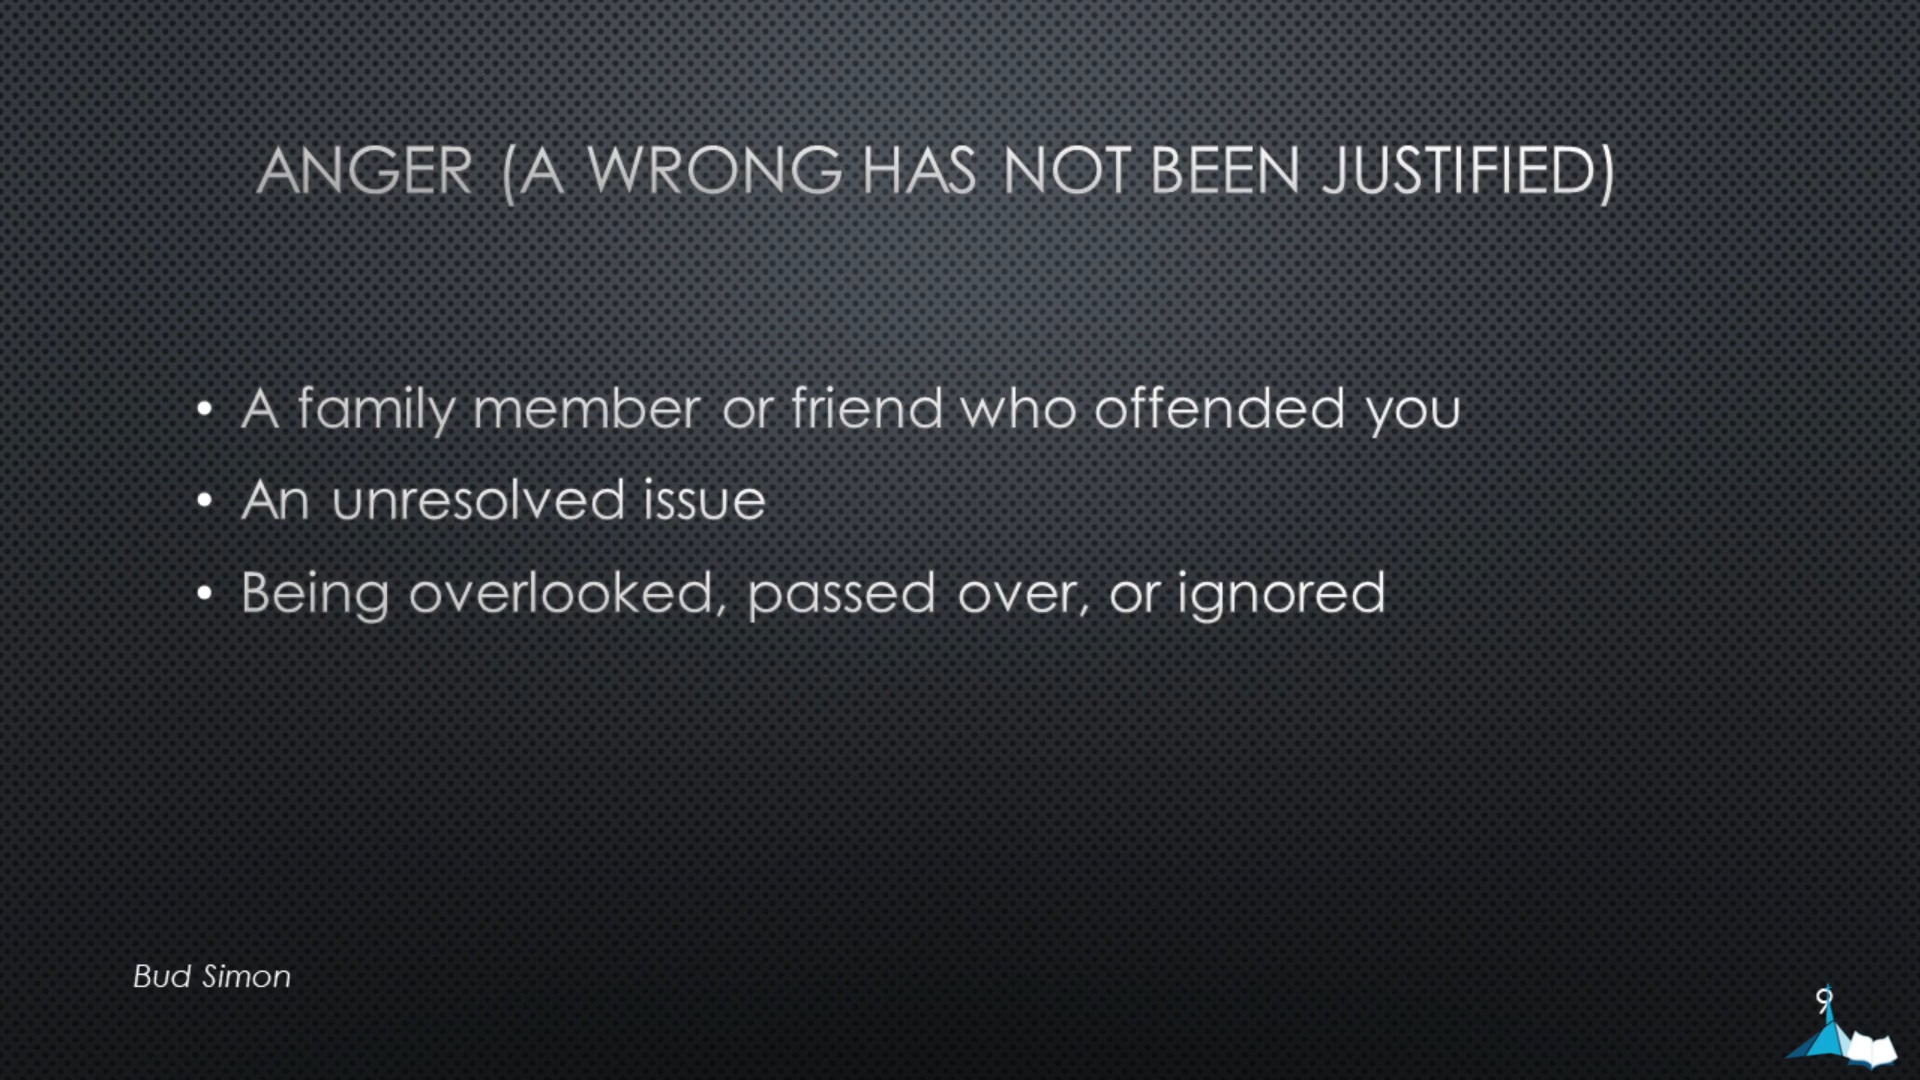 ANGER (A WRONG HAS NOT BEEN JUSTIFIED)
• A family member or friend who offended you
• An unresolved issue
• Being overlooked, passed over, or ignored
Bud Simon
9